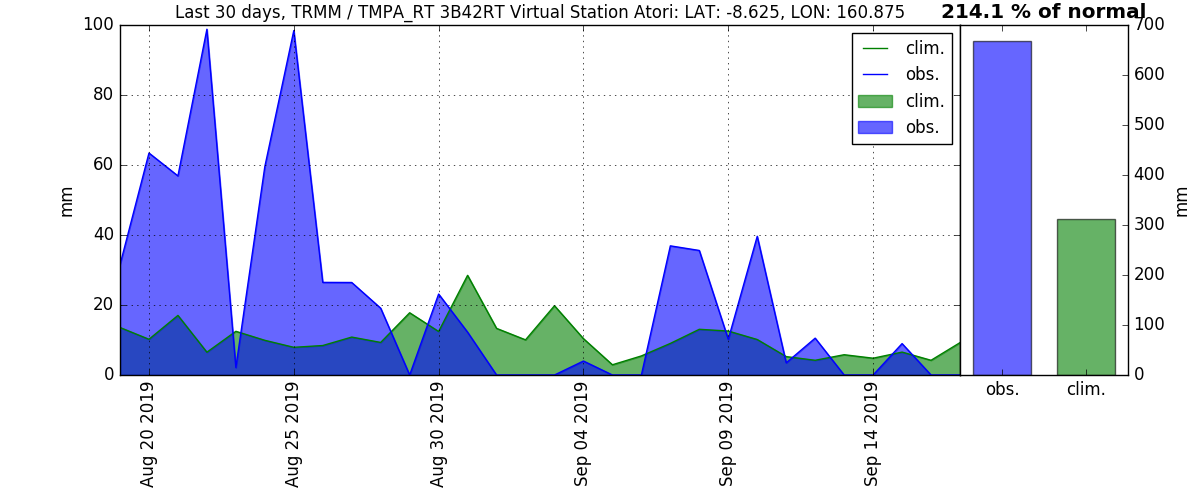 Last 30 days, TRMM / TMPA_RT 3B42RT Virtual Station Atori: LAT: -8.625, LON: 160.875
214.1 % of normal
100
80
60
40
20
0
mm
clim.
obs.
clim.
obs.
700
600
500
400
300
200
100
0
mm
obs.
clim.
Aug 20 2019
Aug 25 2019
Aug 30 2019
Sep 04 2019
Sep 09 2019
Sep 14 2019